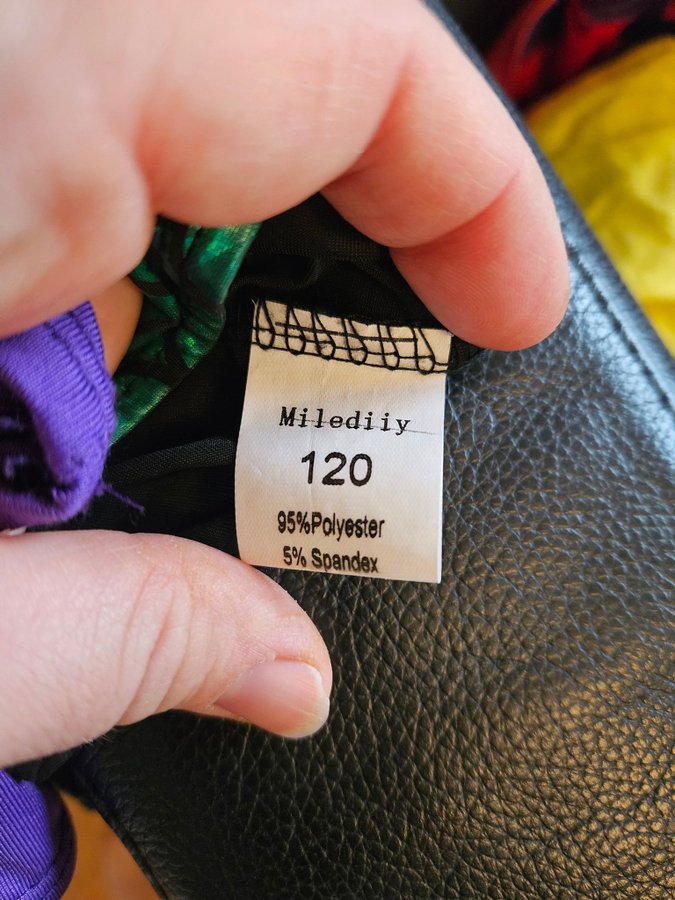 Milediiy
120
95%Polyester
5% Spandex